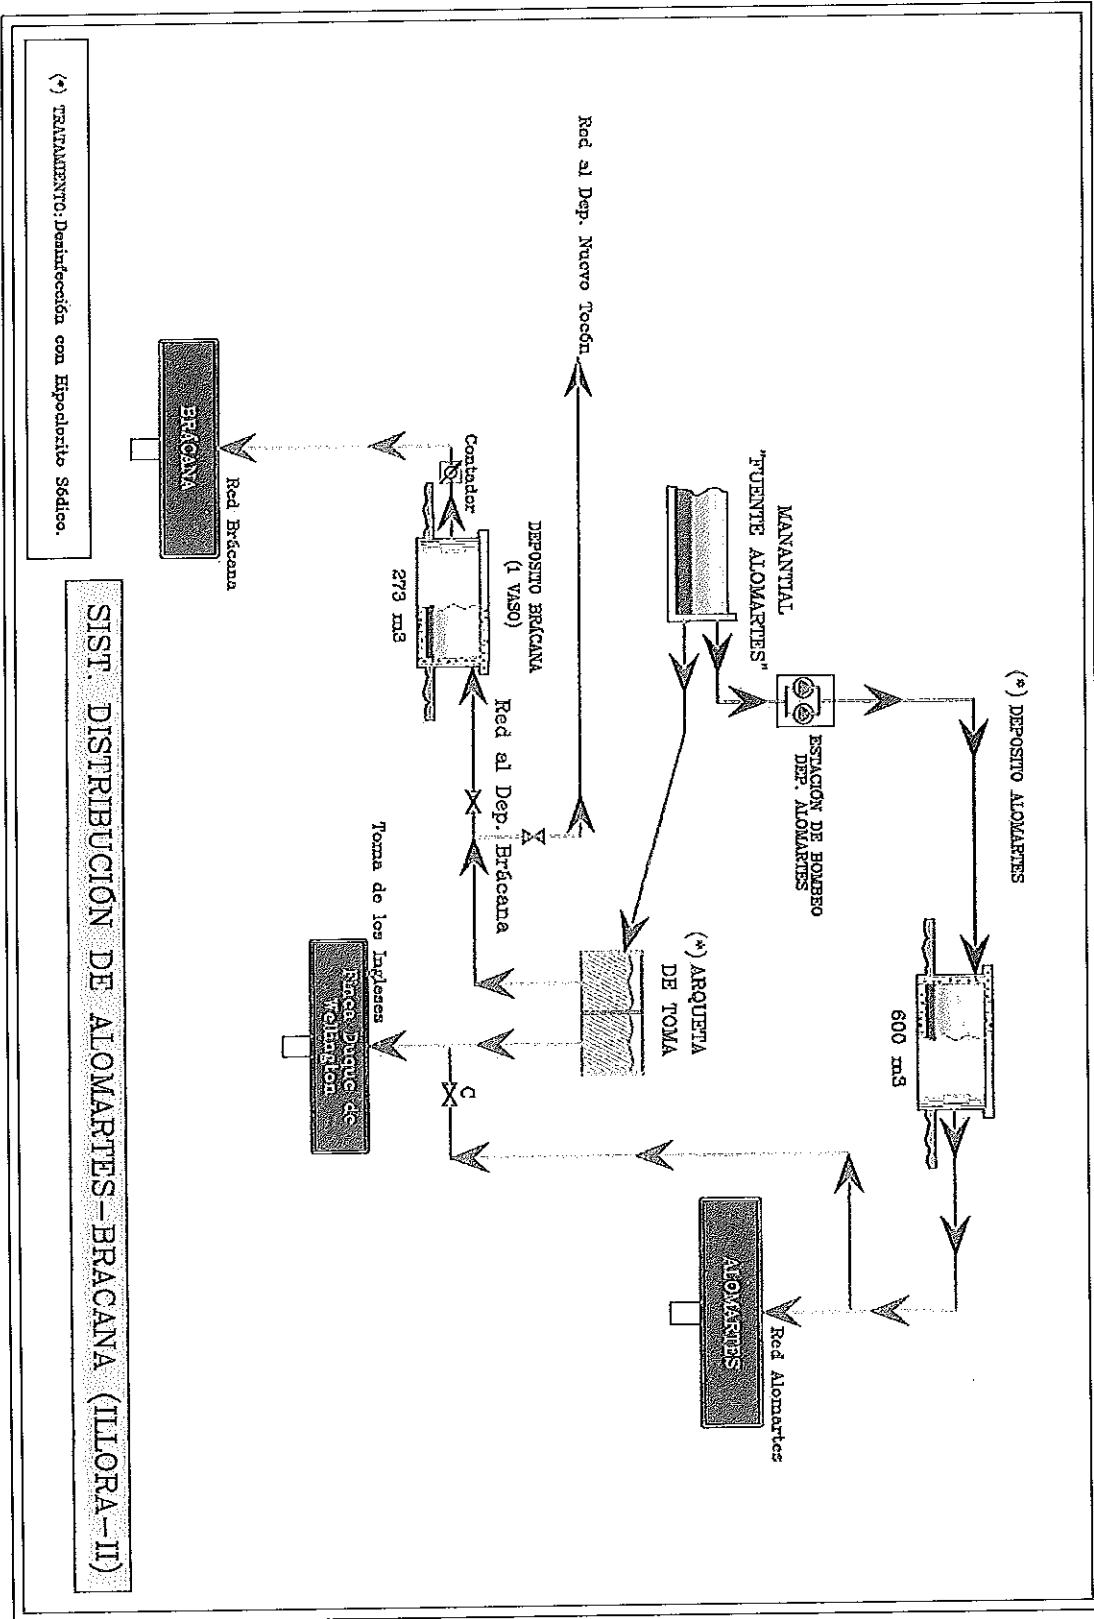 (*) DEPOSITO ALOMARTES
600 m3
MANANTIAL
"FUENTE ALOMARTES"
ESTACIÓN DE BOMBEO
DEP. ALOMARTES
(*) ARQUETA
DE TOMA
ALOMARTES
Red Alomartes
Red al Dep. Nuevo Tocón
DEPOSITO BRÁCANA
(1 VASO)
273 m3
Contador
Red al Dep. Brácana
C
Toma de los Ingleses
Finca Duque de
Welington
BRÁCANA
Red Brácana
(*) TRATAMIENTO: Desinfección con Hipoclorito Sódico.
SIST. DISTRIBUCIÓN DE ALOMARTES-BRACANA (ILLORA-II)